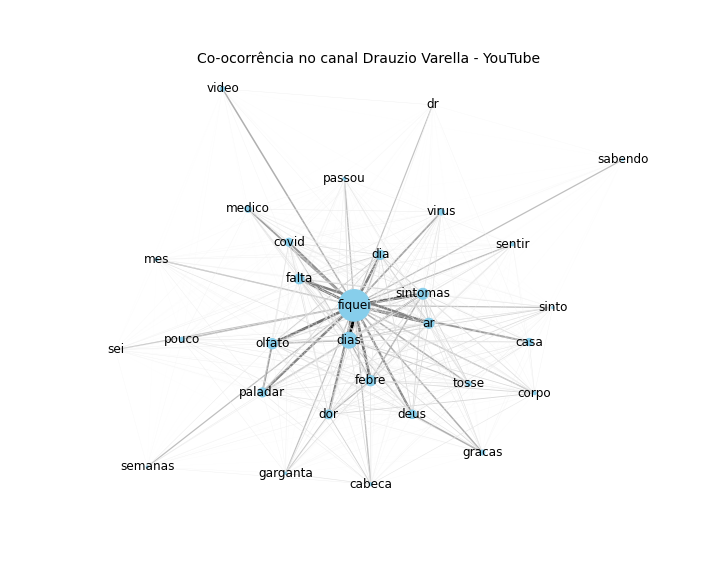 Co-ocorrência no canal Drauzio Varella - YouTube
video
dr
sabendo
passou
medico
virus
covid
sentir
dia
mes
falta
sintomas
fiquei
sinto
ar
pouco
olfato
dias
casa
sei
febre
tosse
paladar
corpo
dor
deus
gracas
semanas
garganta
cabeca